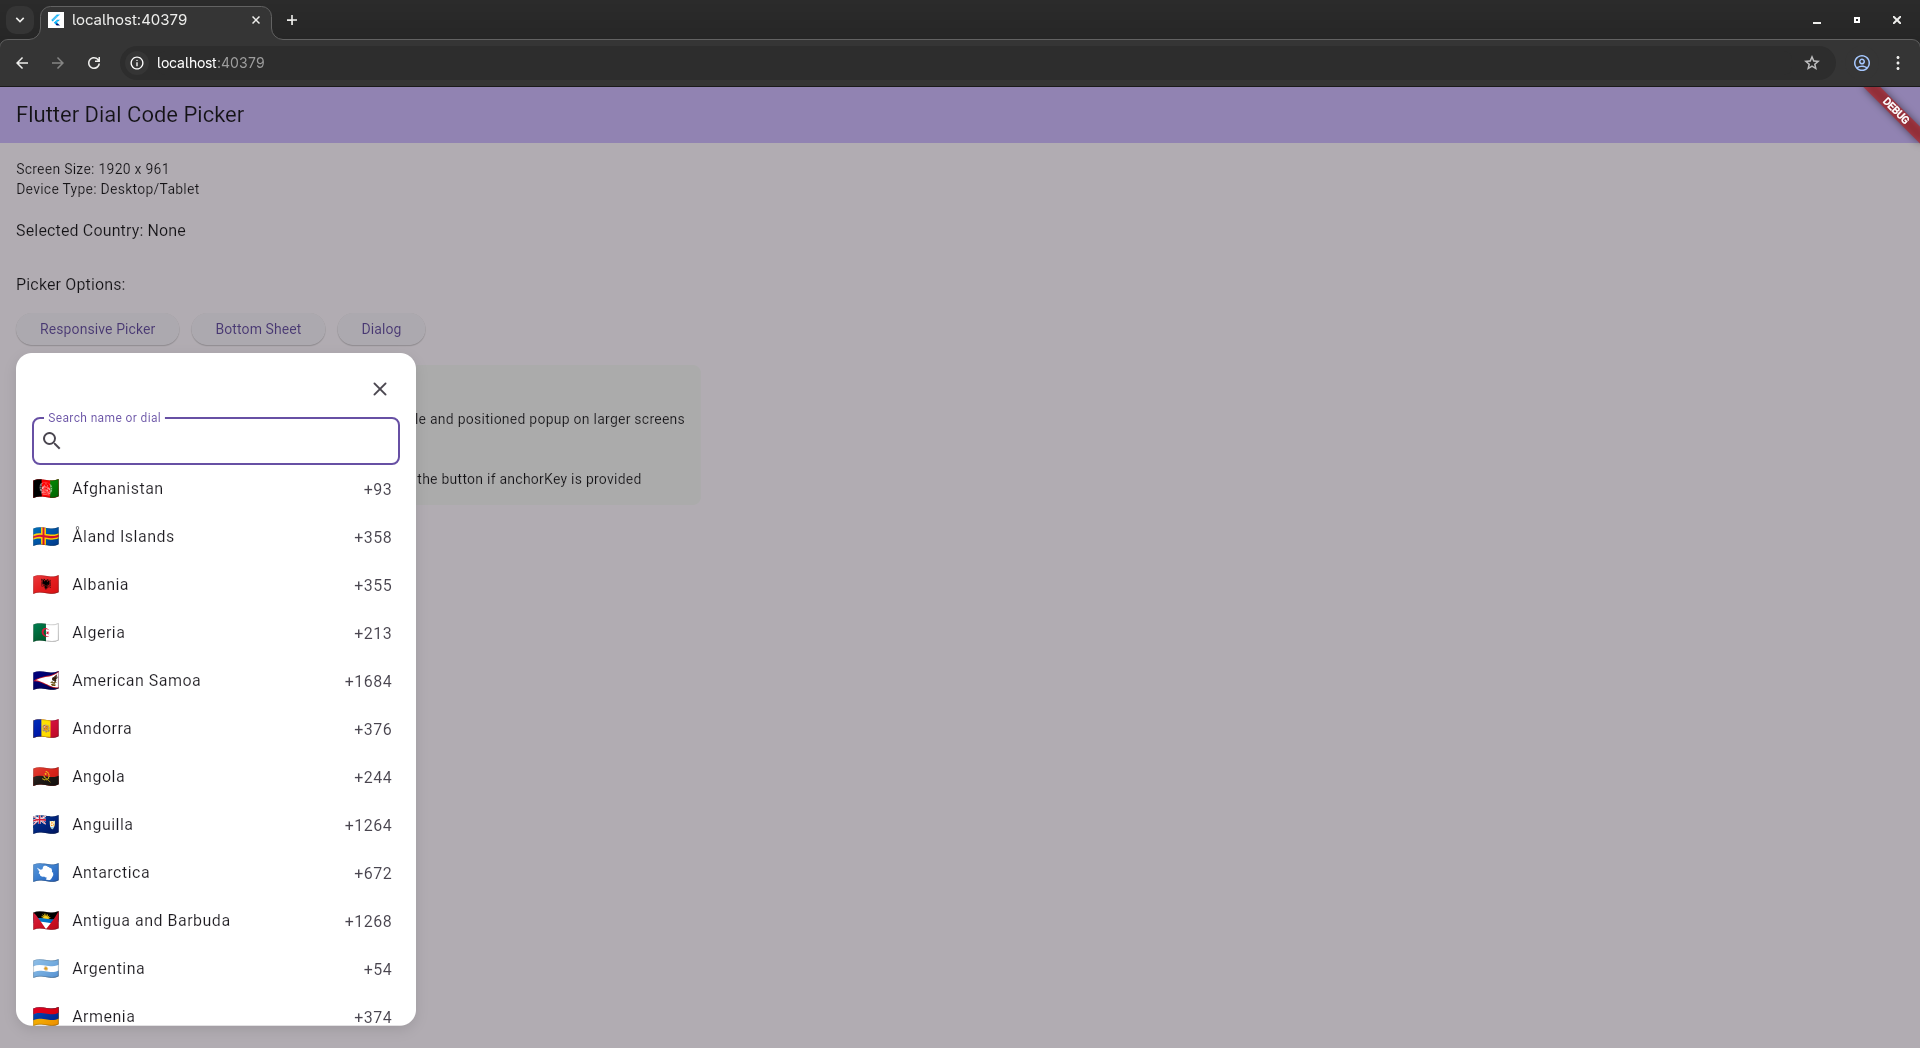 localhost:40379
localhost:40379
Flutter Dial Code Picker
DEBUG
Screen Size: 1920 x 961
Device Type: Desktop/Tablet
Selected Country: None
Picker Options:
Responsive Picker Bottom Sheet Dialog
Search name or dial
and positioned popup on larger screens
the button if anchorKey is provided
Afghanistan +93
Åland Islands +358
Albania +355
Algeria +213
American Samoa +1684
Andorra +376
Angola +244
Anguilla +1264
Antarctica +672
Antigua and Barbuda +1268
Argentina +54
Armenia +374